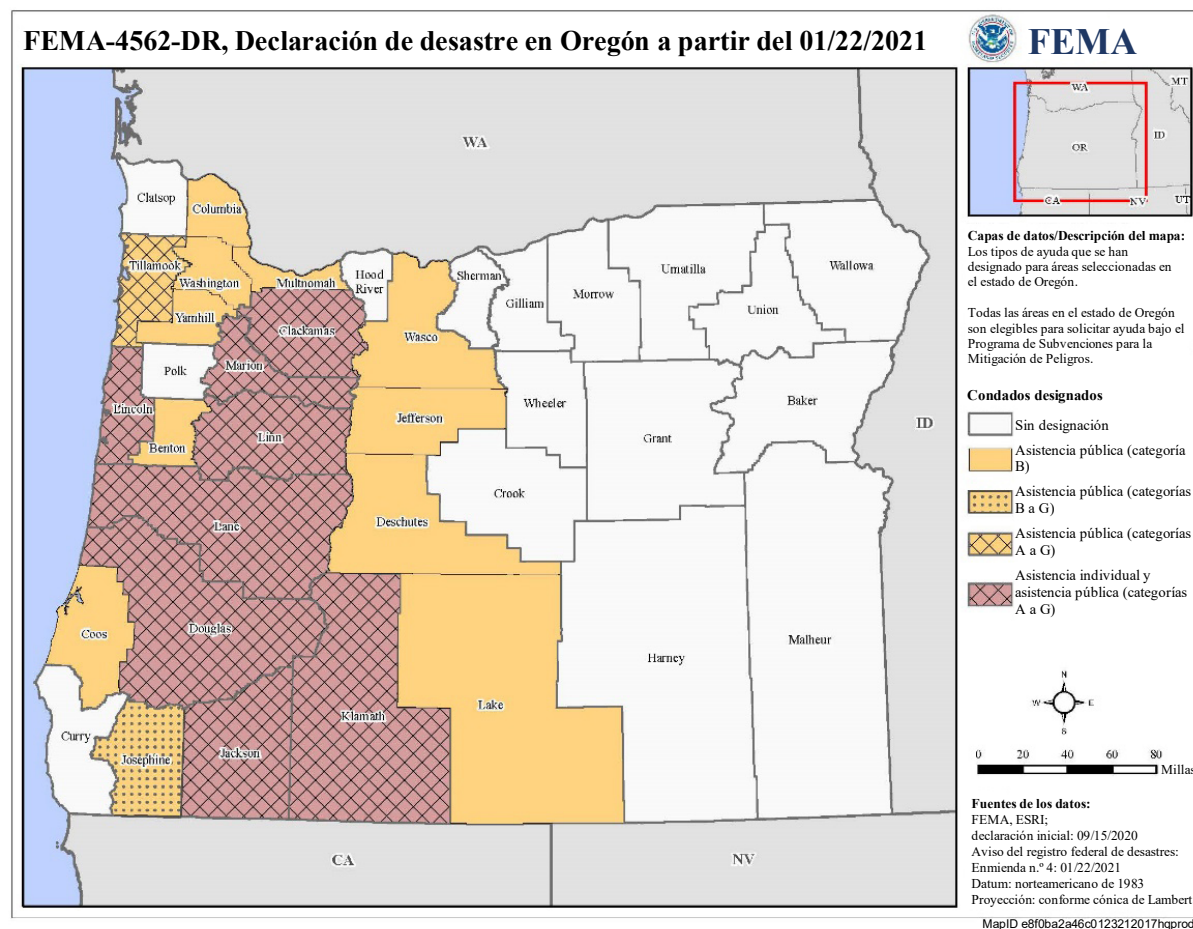 FEMA-4562-DR, Declaración de desastre en Oregón a partir del 01/22/2021
FEMA
WA
MT
OR
ID
CA
NV
UT
WA
ID
CA
NV
Clatsop
Columbia
Tillamook
Washington
Multnomah
Hood
River
Sherman
Gilliam
Morrow
Umatilla
Union
Wallowa
Yamhill
Clackamas
Wasco
Polk
Marion
Lincoln
Benton
Linn
Jefferson
Wheeler
Grant
Baker
Crook
Lane
Deschutes
Coos
Douglas
Harney
Malheur
Lake
Klamath
Curry
Josephine
Jackson
Capas de datos/Descripción del mapa:
Los tipos de ayuda que se han
designado para áreas seleccionadas en
el estado de Oregón.
Todas las áreas en el estado de Oregón
son elegibles para solicitar ayuda bajo el
Programa de Subvenciones para la
Mitigación de Peligros.
Condados designados
Sin designación
Asistencia pública (categoría
B)
Asistencia pública (categorías
B a G)
Asistencia pública (categorías
A a G)
Asistencia individual y
asistencia pública (categorías
A a G)
N
W E
S
0 20 40 60 80
Millas
Fuentes de los datos:
FEMA, ESRI;
declaración inicial: 09/15/2020
Aviso del registro federal de desastres:
Enmienda n.º 4: 01/22/2021
Datum: norteamericano de 1983
Proyección: conforme cónica de Lambert
MapID e8f0ba2a46c0123212017hqprod